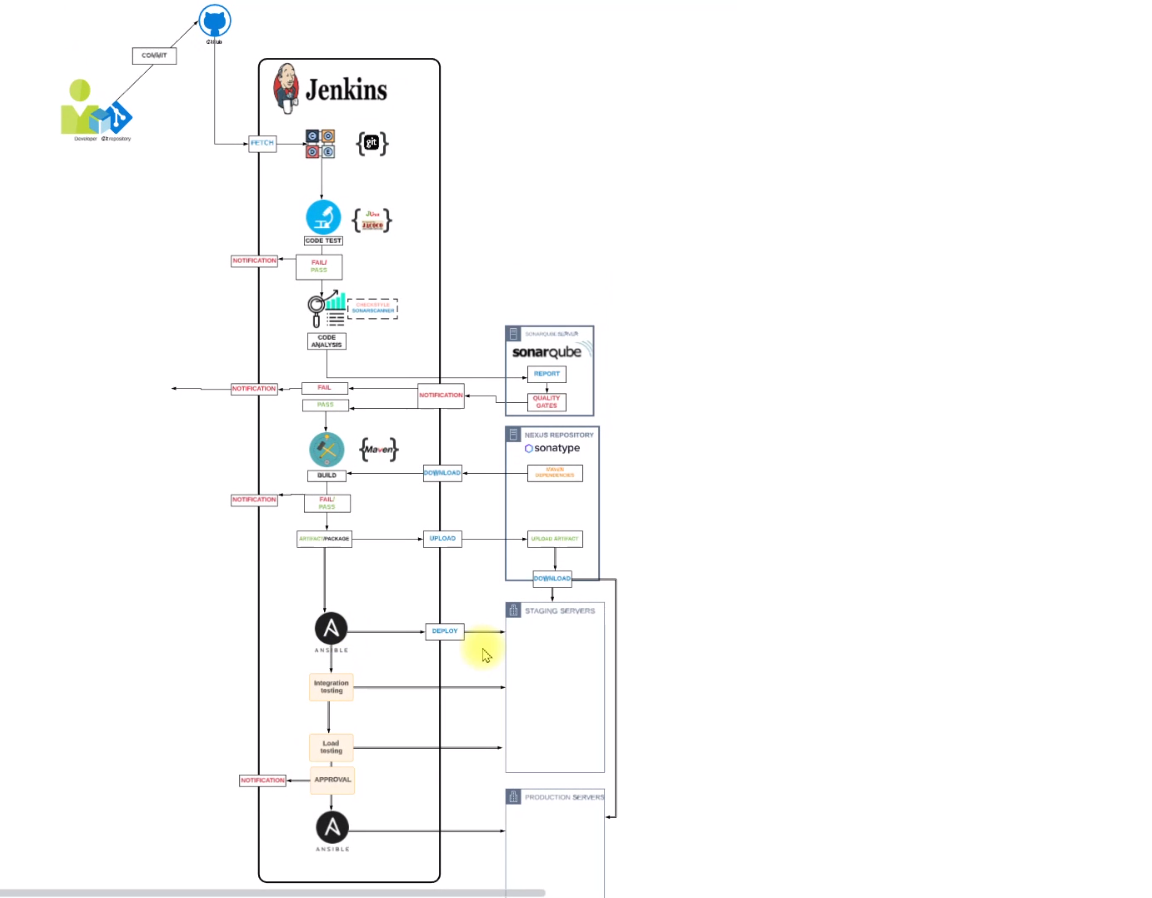 GitHub
COMMIT
Developer
Git repository
Jenkins
FETCH
{git}
JUnit
Jacoco
CODE TEST
NOTIFICATION
FAIL/
PASS
CHECKSTYLE
SONARSCANNER
CODE
ANALYSIS
SONARQUBE SERVER
sonarqube
REPORT
NOTIFICATION
FAIL
NOTIFICATION
QUALITY
GATES
PASS
{Maven}
NEXUS REPOSITORY
sonatype
BUILD
DOWNLOAD
MAVEN
DEPENDENCIES
NOTIFICATION
FAIL/
PASS
ARTIFACT/PACKAGE
UPLOAD
UPLOAD ARTIFACT
DOWNLOAD
STAGING SERVERS
DEPLOY
ANSIBLE
Integration
testing
Load
testing
NOTIFICATION
APPROVAL
PRODUCTION SERVERS
ANSIBLE